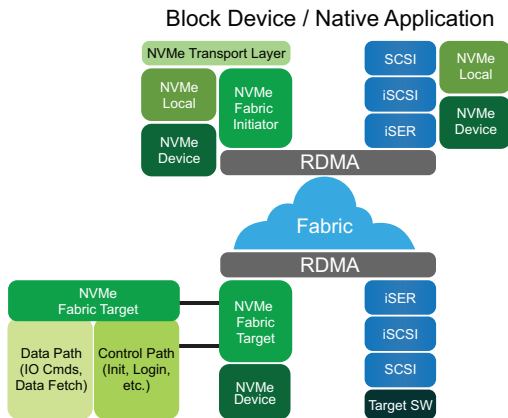 Block Device / Native Application
NVMe Transport Layer
NVMe
Local
NVMe
Device
NVMe
Fabric
Initiator
SCSI
iSCSI
iSER
NVMe
Local
NVMe
Device
RDMA
Fabric
RDMA
NVMe
Fabric Target
Data Path
(IO Cmds,
Data Fetch)
Control Path
(Init, Login,
etc.)
NVMe
Fabric
Target
NVMe
Device
iSER
iSCSI
SCSI
Target SW